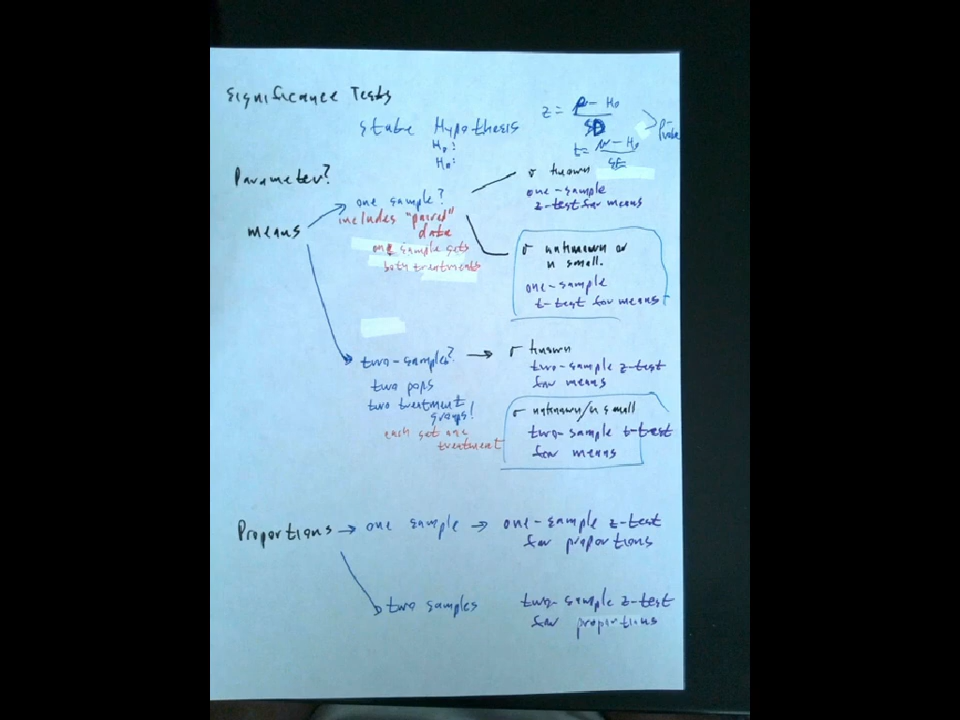 Significance Tests
State Hypothesis
H₀:
Ha:
z = μ - H₀
SD
t = μ - H₀
SE
Parameter?
means
one sample?
includes "paired"
data
one sample gets
both treatments
σ known
one-sample
z-test for means
σ unknown or
n small.
one-sample
t-test for means
two-samples?
two pops
two treatment
groups!
each get one
treatment
σ known
two-sample z-test
for means
σ unknown/n small
two-sample t-test
for means
Proportions → one sample → one-sample z-test
for proportions
two samples
two-sample z-test
for proportions